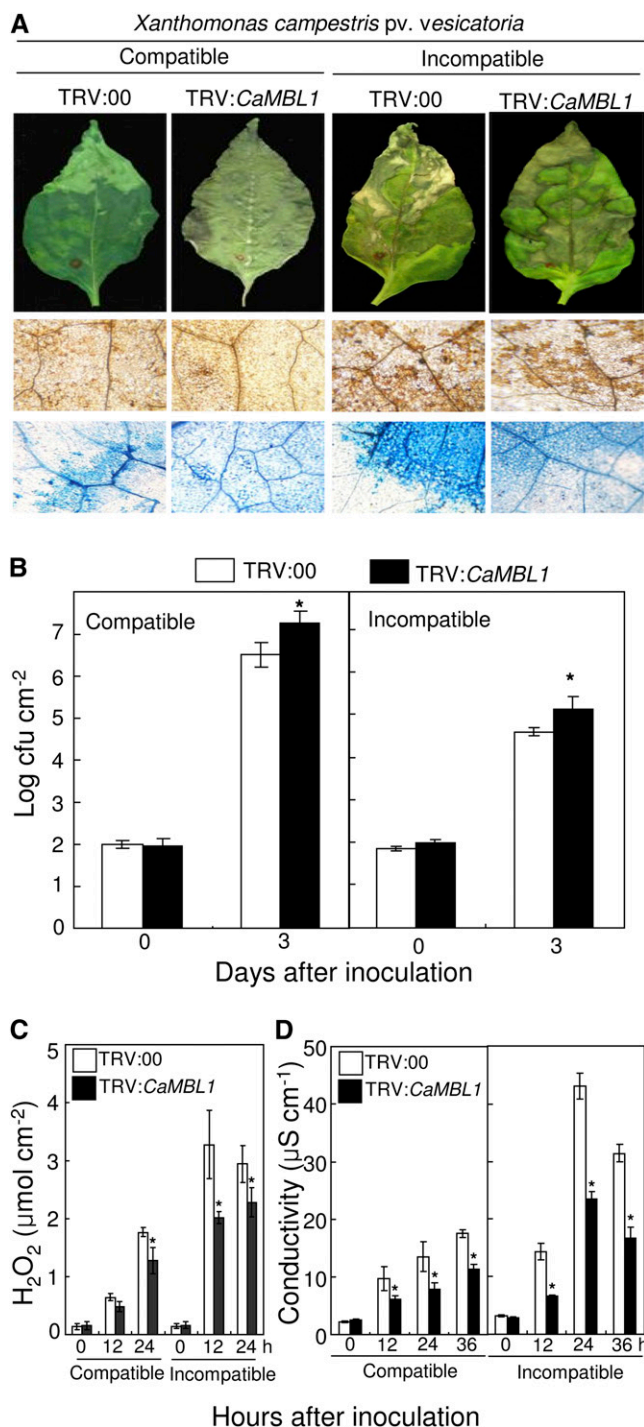 A
Xanthomonas campestris pv. vesicatoria
Compatible Incompatible
TRV:00 TRV:CaMBL1 TRV:00 TRV:CaMBL1
B
TRV:00 TRV:CaMBL1
Compatible Incompatible
*
*
7
6
5
4
3
2
1
0
Log cfu cm-2
0 3 0 3
Days after inoculation
C
TRV:00
TRV:CaMBL1
5
4
3
2
1
0
H2O2 (µmol cm-2)
* * *
0 12 24 0 12 24 h
Compatible Incompatible
D
TRV:00
TRV:CaMBL1
50
40
30
20
10
0
Conductivity (µS cm-1)
* * * * * *
0 12 24 36 0 12 24 36 h
Compatible Incompatible
Hours after inoculation